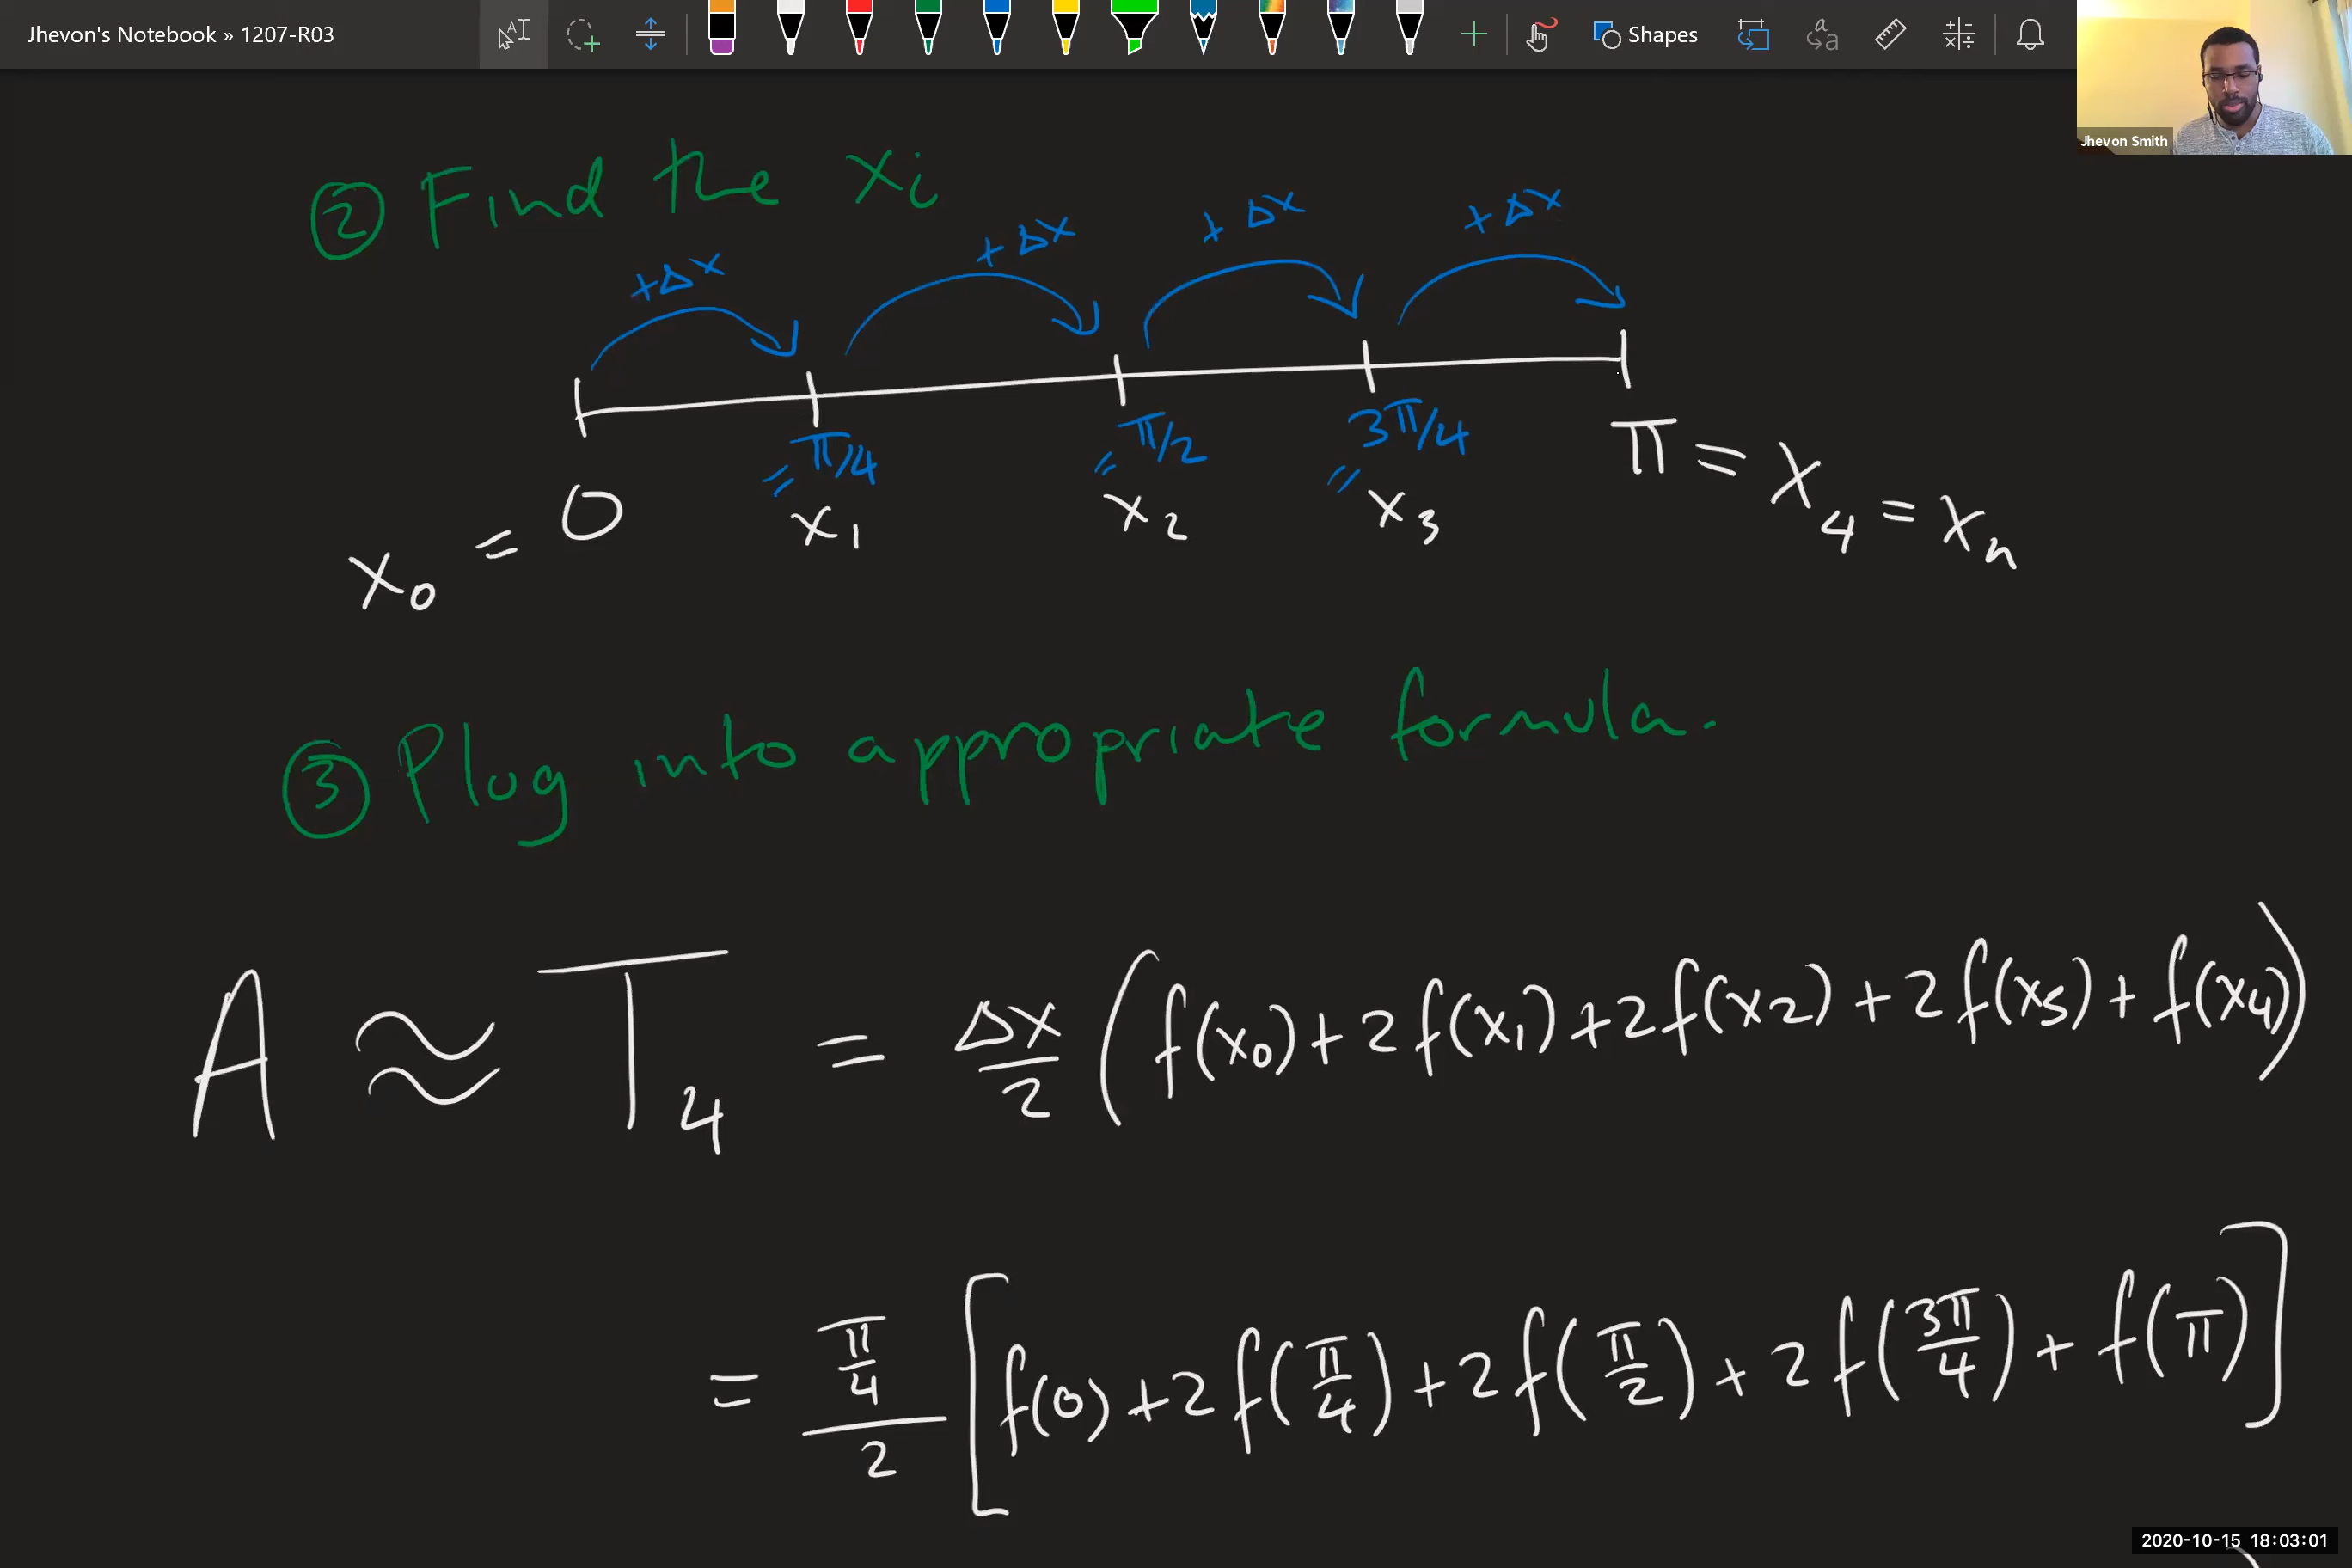 Jhevon's Notebook » 1207-R03
Shapes
Jhevon Smith
② Find the xi
+Δx +Δx +Δx +Δx
π/4 π/2 3π/4
x₀ = 0 = x₁ = x₂ = x₃ π = x₄ = xₙ
③ Plug into appropriate formula.
A ≈ T₄ = Δx/2 (f(x₀) + 2f(x₁) + 2f(x₂) + 2f(x₃) + f(x₄))
= π/4/2 [f(0) + 2f(π/4) + 2f(π/2) + 2f(3π/4) + f(π)]
2020-10-15 18:03:01